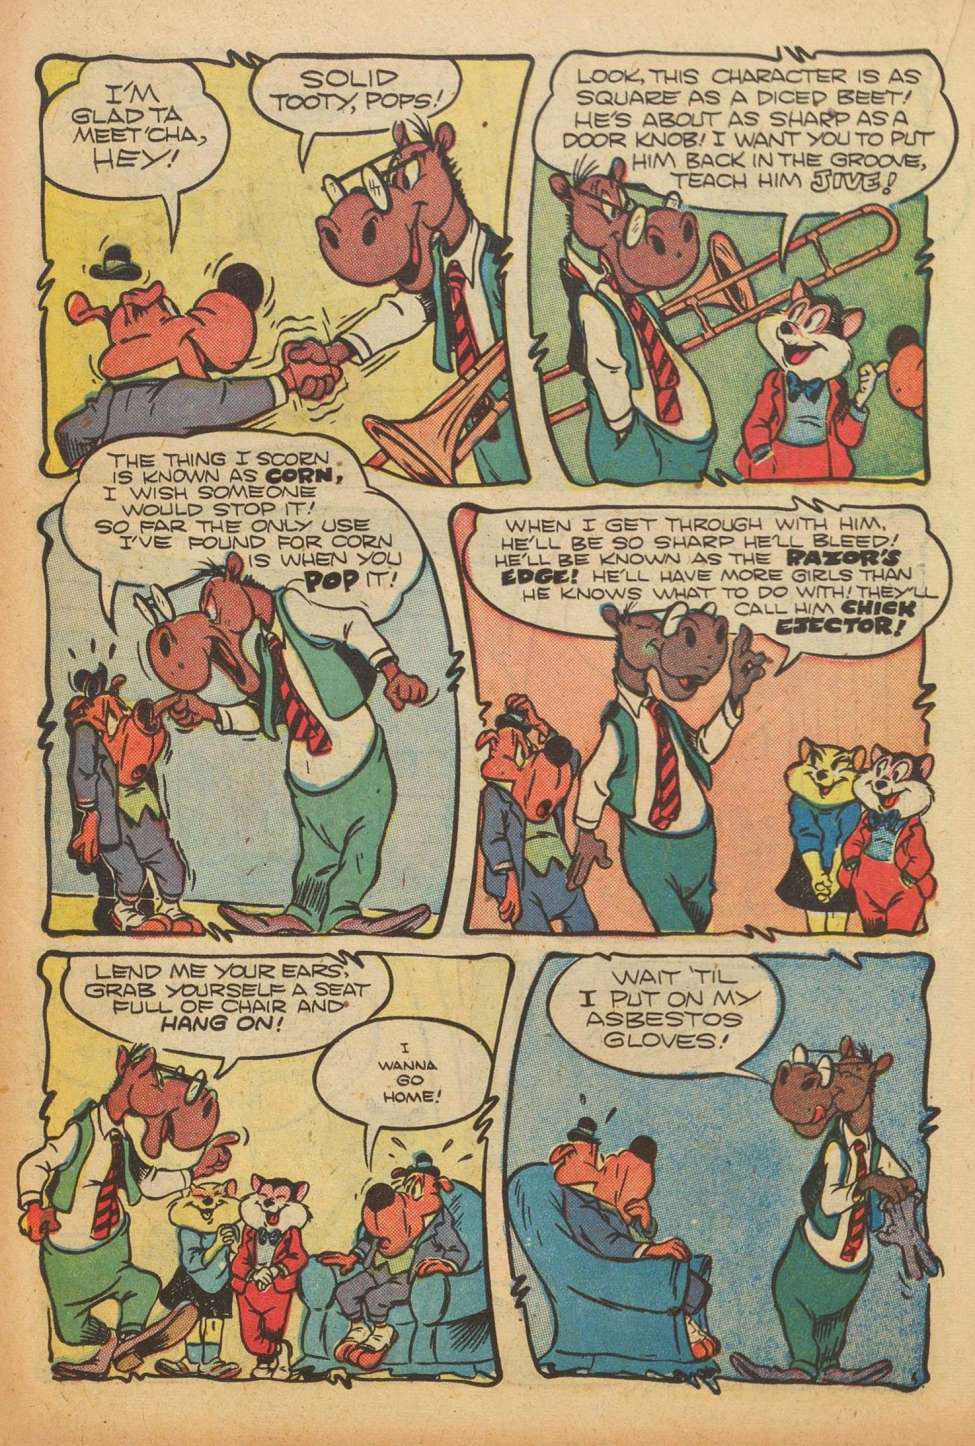 I'M
GLAD TA
MEET 'CHA,
HEY!
SOLID
TOOTY, POPS!
LOOK, THIS CHARACTER IS AS
SQUARE AS A DICED BEET!
HE'S ABOUT AS SHARP AS A
DOOR KNOB! I WANT YOU TO PUT
HIM BACK IN THE GROOVE,
TEACH HIM JIVE!
THE THING I SCORN
IS KNOWN AS CORN,
I WISH SOMEONE
WOULD STOP IT!
SO FAR THE ONLY USE
I'VE FOUND FOR CORN
IS WHEN YOU
POP IT!
WHEN I GET THROUGH WITH HIM,
HE'LL BE SO SHARP HE'LL BLEED!
HE'LL BE KNOWN AS THE RAZOR'S
EDGE! HE'LL HAVE MORE GIRLS THAN
HE KNOWS WHAT TO DO WITH! THEY'LL
CALL HIM CHICK
EJECTOR!
LEND ME YOUR EARS,
GRAB YOURSELF A SEAT
FULL OF CHAIR AND
HANG ON!
I
WANNA
GO
HOME!
WAIT 'TIL
I PUT ON MY
ASBESTOS
GLOVES!